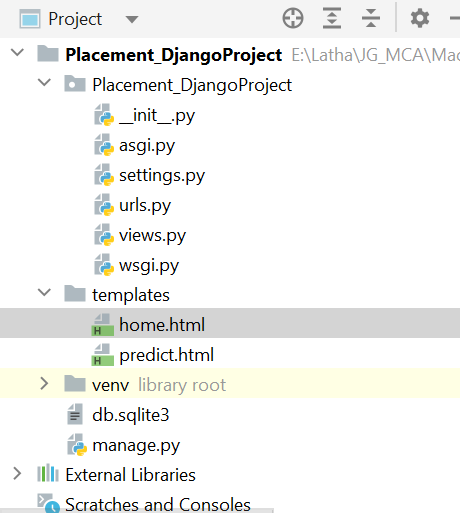 Project
Placement_DjangoProject E:\Latha\JG_MCA\Mac
Placement_DjangoProject
__init__.py
asgi.py
settings.py
urls.py
views.py
wsgi.py
templates
H home.html
H predict.html
venv library root
db.sqlite3
manage.py
External Libraries
Scratches and Consoles